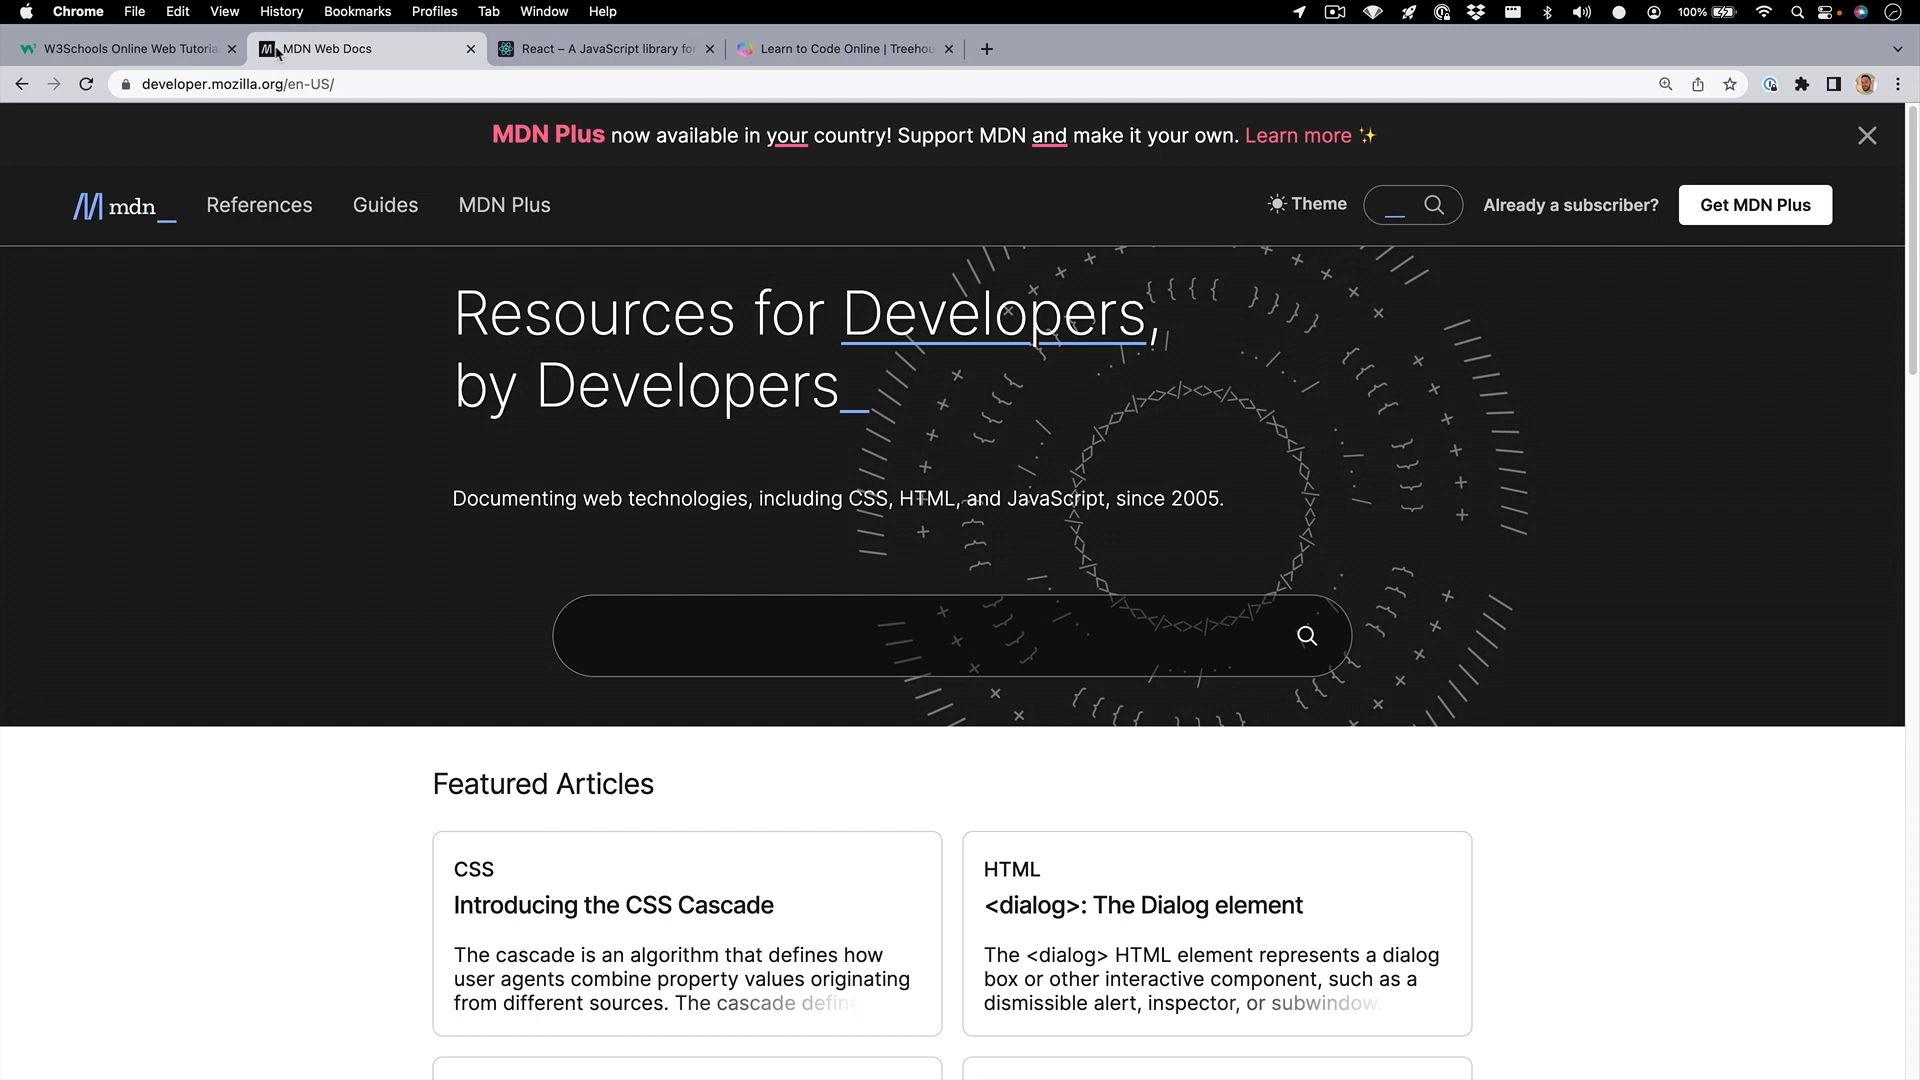 Chrome File Edit View History Bookmarks Profiles Tab Window Help 100%
W3Schools Online Web Tutoria
MDN Web Docs
React – A JavaScript library for
Learn to Code Online | Treehou
developer.mozilla.org/en-US/
MDN Plus now available in your country! Support MDN and make it your own. Learn more ✨
mdn_ References Guides MDN Plus Theme Already a subscriber? Get MDN Plus
Resources for Developers,
by Developers_
Documenting web technologies, including CSS, HTML, and JavaScript, since 2005.
Featured Articles
CSS
Introducing the CSS Cascade
The cascade is an algorithm that defines how
user agents combine property values originating
from different sources. The cascade define
HTML
<dialog>: The Dialog element
The <dialog> HTML element represents a dialog
box or other interactive component, such as a
dismissible alert, inspector, or subwindow.